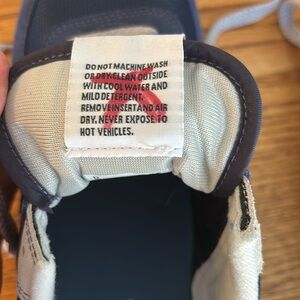 DO NOT MACHINE WASH
OR DRY CLEAN OUTSIDE
WITH COOL WATER AND
MILD DETERGENT.
REMOVE INSERT AND AIR
DRY. NEVER EXPOSE TO
HOT VEHICLES.